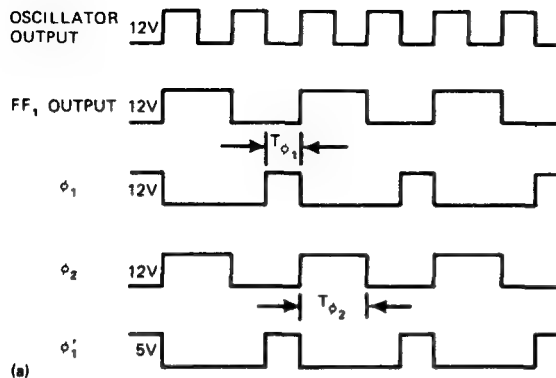 OSCILLATOR
OUTPUT
12V
FF₁ OUTPUT
12V
Tϕ₁
ϕ₁
12V
ϕ₂
12V
Tϕ₂
ϕ₁′
5V
(a)